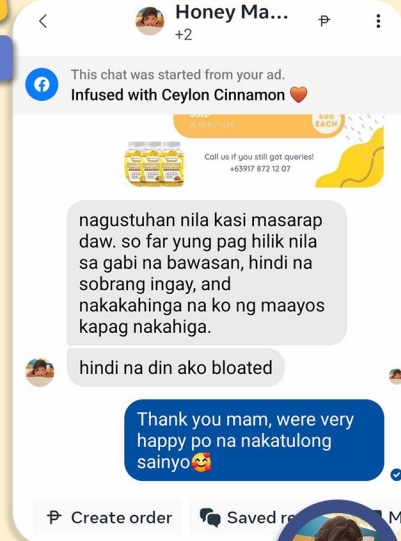 Honey Ma...
+2
This chat was started from your ad.
Infused with Ceylon Cinnamon
600
EACH
Call us if you still got queries!
+63917 872 12 07
nagustuhan nila kasi masarap
daw. so far yung pag hilik nila
sa gabi na bawasan, hindi na
sobrang ingay, and
nakakahinga na ko ng maayos
kapag nakahiga.
hindi na din ako bloated
Thank you mam, were very
happy po na nakatulong
sainyo🥰
Create order
Saved re
M